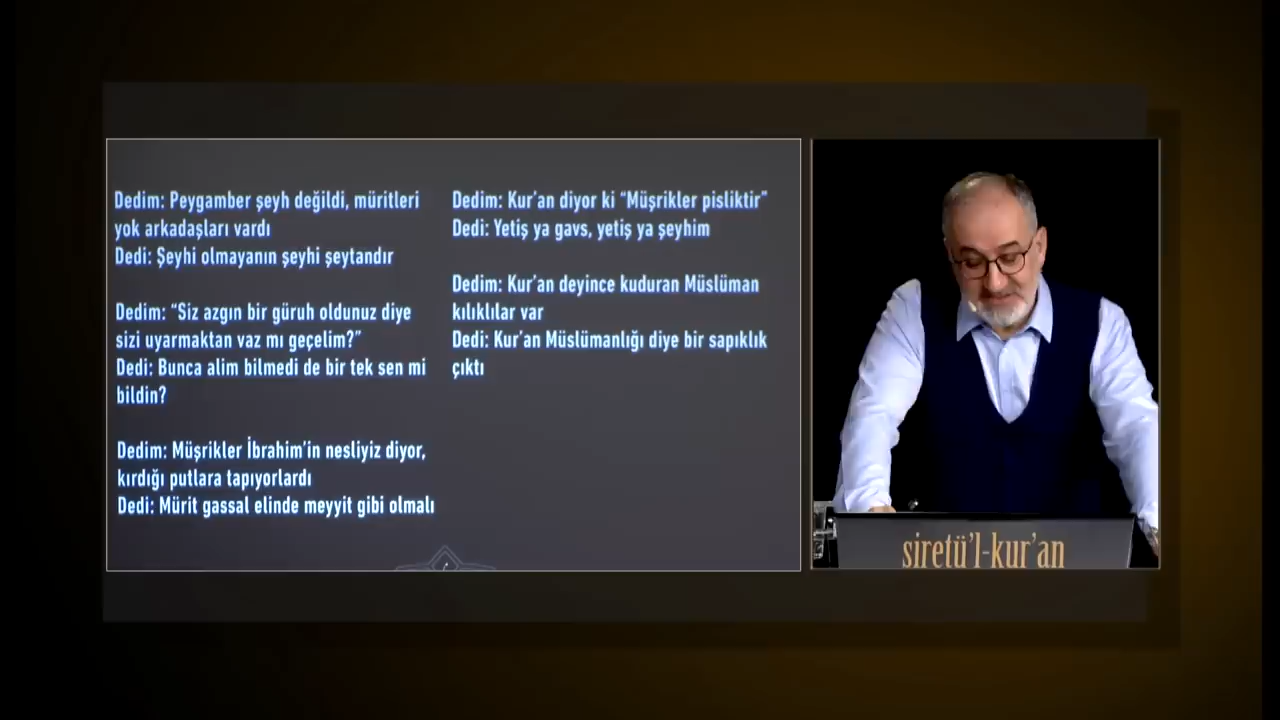 Dedim: Peygamber şeyh değildi, müritleri
yok arkadaşları vardı
Dedi: Şeyhi olmayanın şeyhi şeytandır
Dedim: “Siz azgın bir güruh oldunuz diye
sizi uyarmaktan vaz mı geçelim?”
Dedi: Bunca alim bilmedi de bir tek sen mi
bildin?
Dedim: Müşrikler İbrahim’in nesliyiz diyor,
kırdığı putlara tapıyorlardı
Dedi: Mürit gassal elinde meyyit gibi olmalı
Dedim: Kur’an diyor ki “Müşrikler pisliktir”
Dedi: Yetiş ya gavs, yetiş ya şeyhim
Dedim: Kur’an deyince kuduran Müslüman
kılıklılar var
Dedi: Kur’an Müslümanlığı diye bir sapıklık
çıktı
siretü’l-kur’an